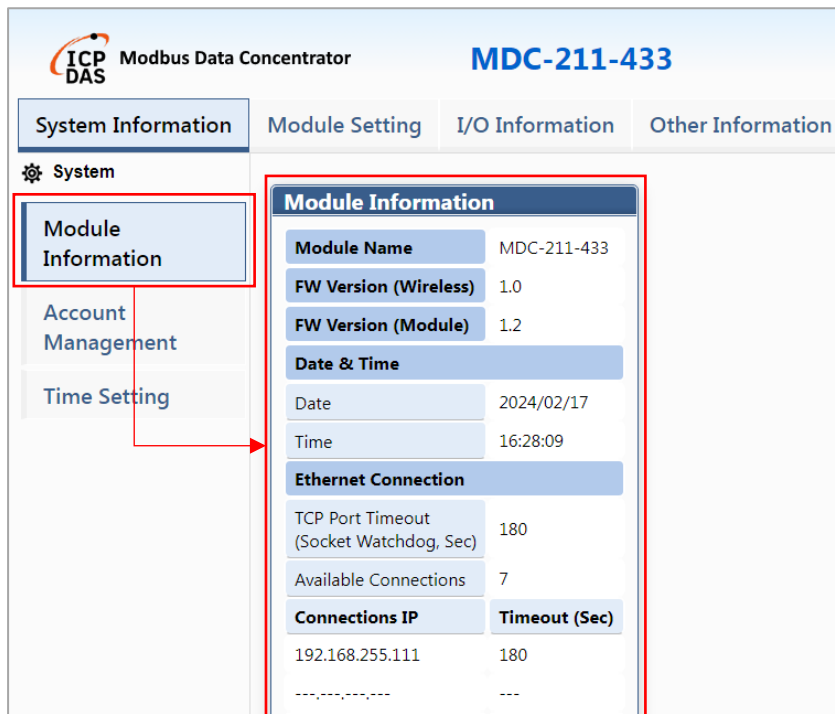 ICP DAS Modbus Data Concentrator MDC-211-433
System Information Module Setting I/O Information Other Information
System
Module Information
Account Management
Time Setting
Module Information
Module Name MDC-211-433
FW Version (Wireless) 1.0
FW Version (Module) 1.2
Date & Time
Date 2024/02/17
Time 16:28:09
Ethernet Connection
TCP Port Timeout
(Socket Watchdog, Sec) 180
Available Connections 7
Connections IP Timeout (Sec)
192.168.255.111 180
---.---.---.--- ---